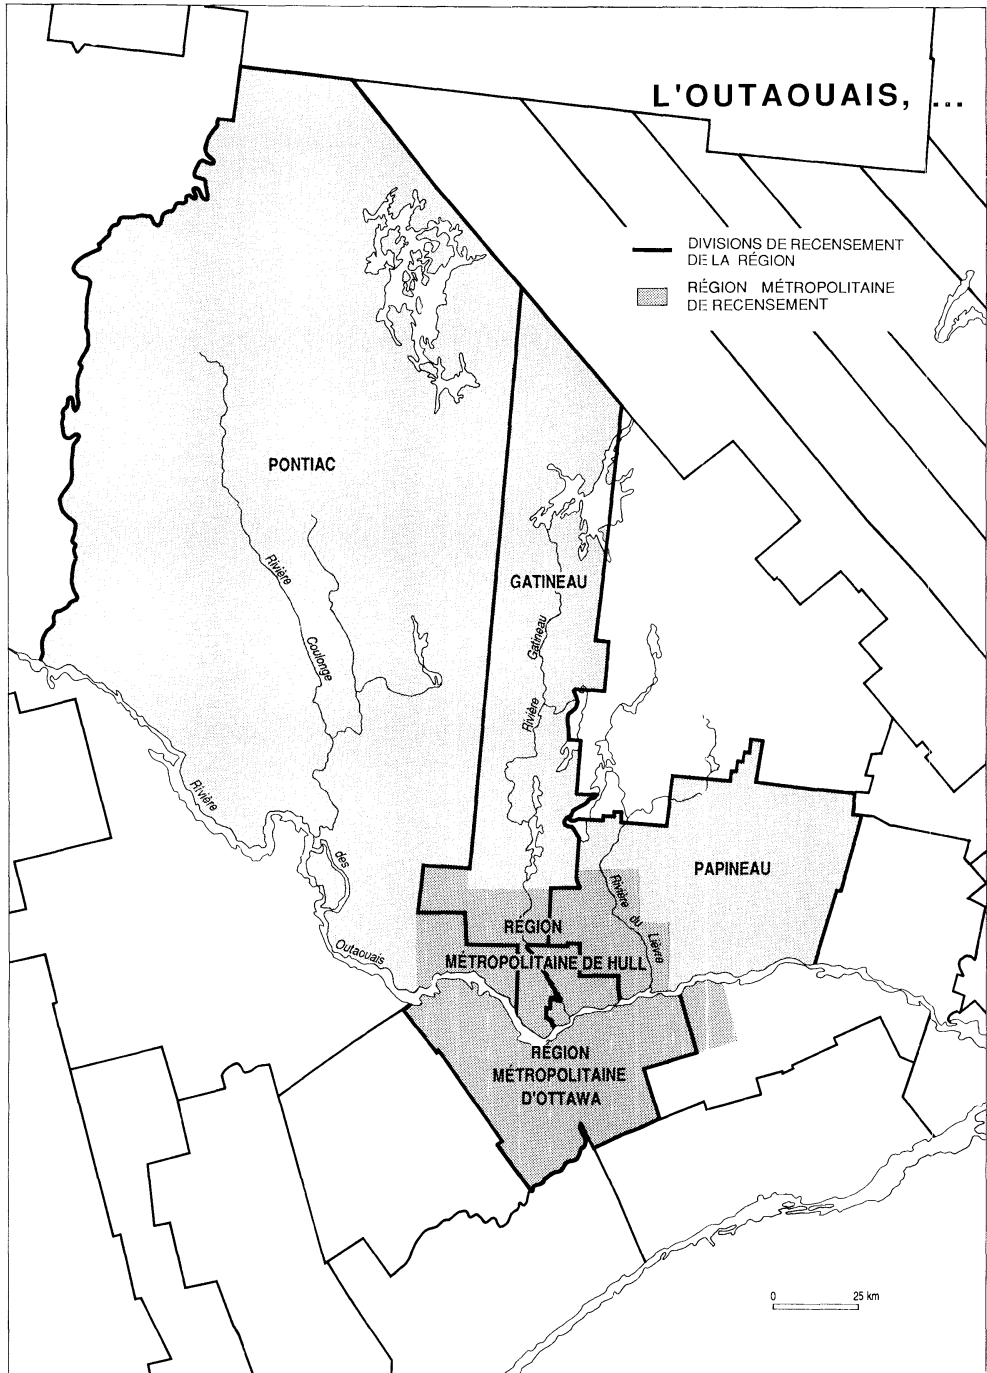 L'OUTAOUAIS, ...
DIVISIONS DE RECENSEMENT
DE LA RÉGION
RÉGION MÉTROPOLITAINE
DE RECENSEMENT
PONTIAC
Rivière
Coulonge
GATINEAU
Rivière
Gatineau
Rivière
des
Outaouais
PAPINEAU
Rivière
du
Lièvre
RÉGION
MÉTROPOLITAINE DE HULL
RÉGION
MÉTROPOLITAINE
D'OTTAWA
0 25 km